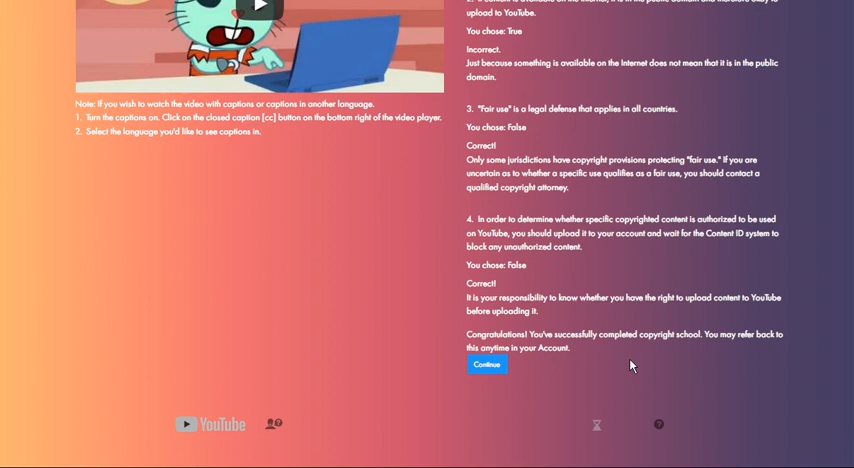 Note: If you wish to watch the video with captions or captions in another language.
1. Turn the captions on. Click on the closed caption [cc] button on the bottom right of the video player.
2. Select the language you'd like to see captions in.
upload to YouTube.
You chose: True
Incorrect.
Just because something is available on the Internet does not mean that it is in the public
domain.
3. "Fair use" is a legal defense that applies in all countries.
You chose: False
Correct!
Only some jurisdictions have copyright provisions protecting "fair use." If you are
uncertain as to whether a specific use qualifies as a fair use, you should contact a
qualified copyright attorney.
4. In order to determine whether specific copyrighted content is authorized to be used
on YouTube, you should upload it to your account and wait for the Content ID system to
block any unauthorized content.
You chose: False
Correct!
It is your responsibility to know whether you have the right to upload content to YouTube
before uploading it.
Congratulations! You've successfully completed copyright school. You may refer back to
this anytime in your Account.
Continue
YouTube